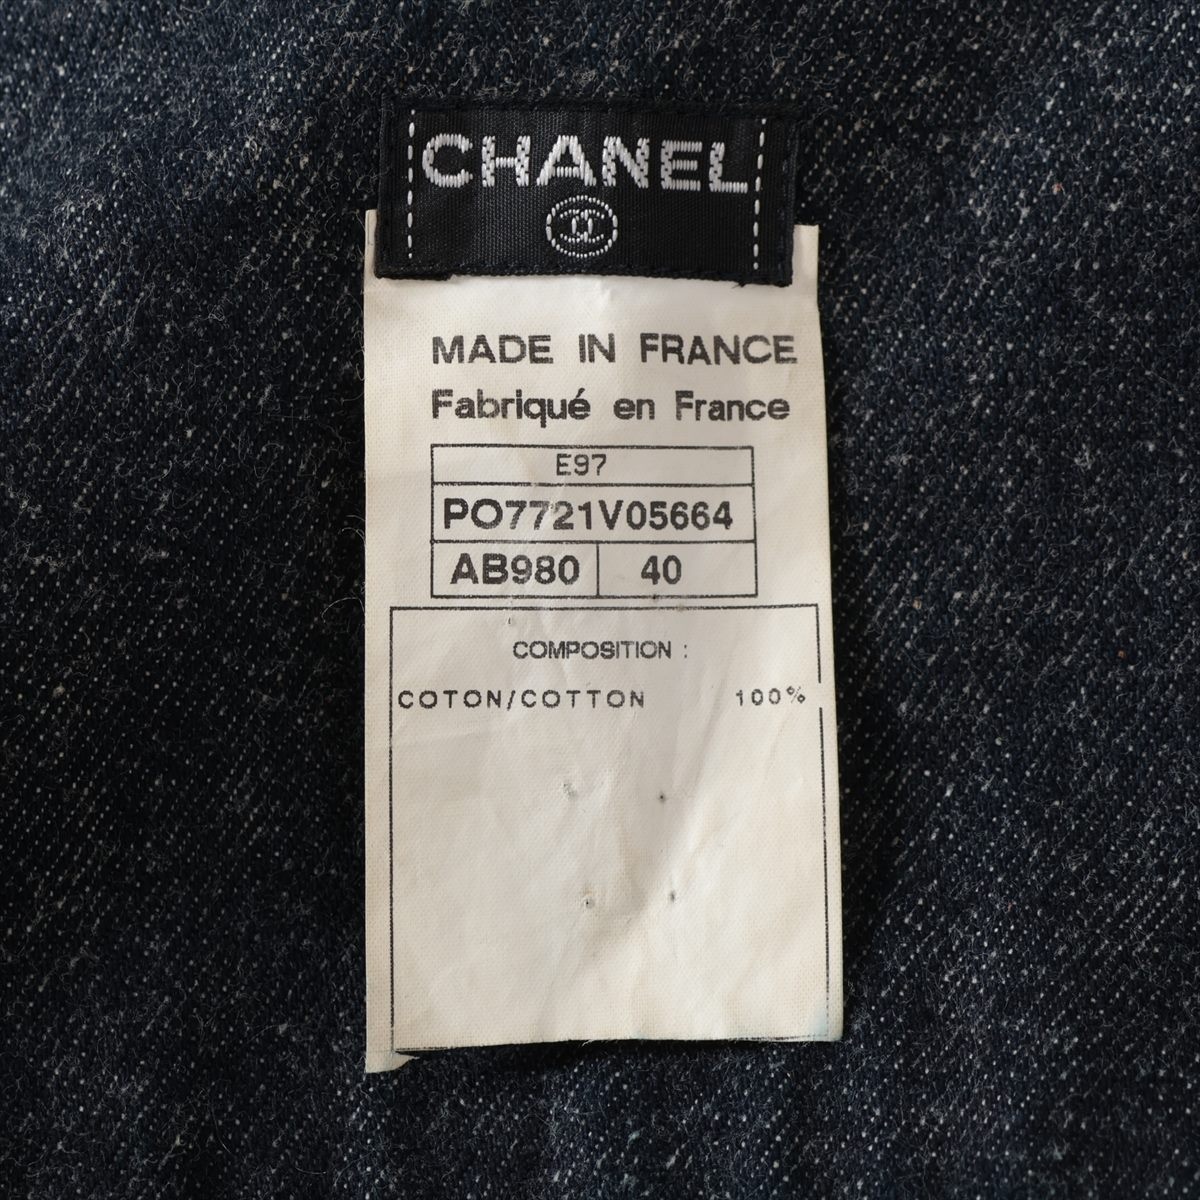 CHANEL
MADE IN FRANCE
Fabriqué en France
E97
PO7721V05664
AB980 40
COMPOSITION :
COTON/COTTON 100%